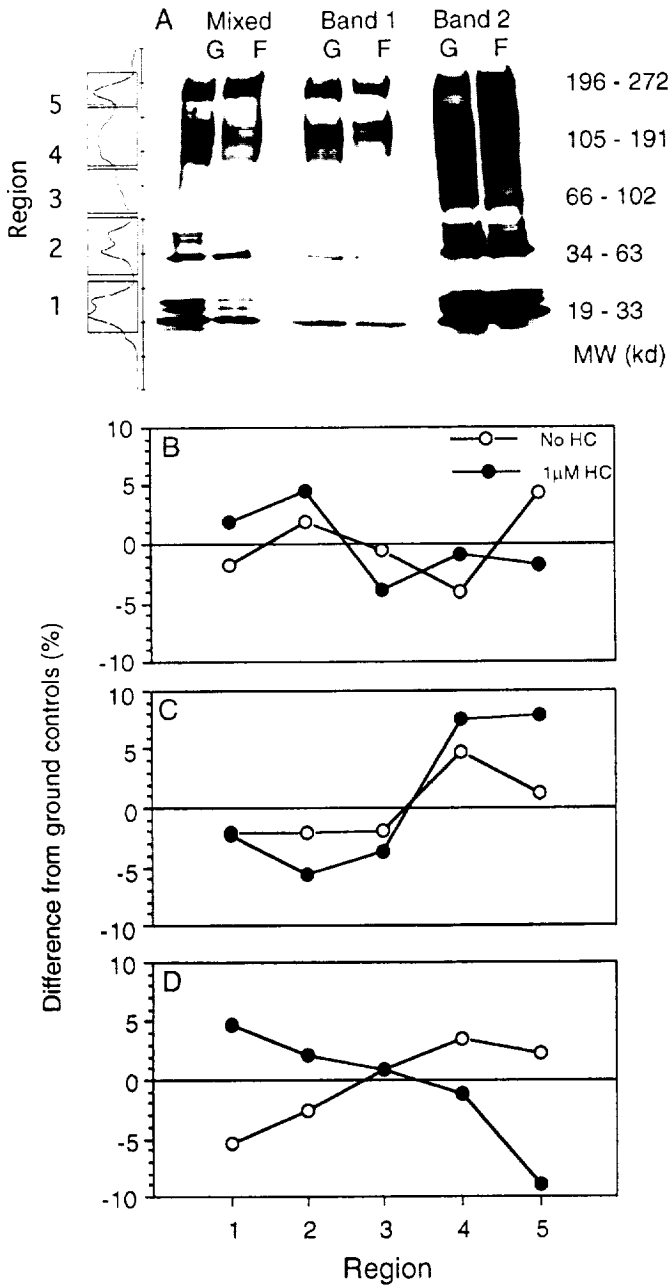 A Mixed Band 1 Band 2
G F G F G F
Region
5
4
3
2
1
196 - 272
105 - 191
66 - 102
34 - 63
19 - 33
MW (kd)
Difference from ground controls (%)
B
No HC
1μM HC
10
5
0
-5
-10
C
10
5
0
-5
-10
D
10
5
0
-5
-10
1 2 3 4 5
Region